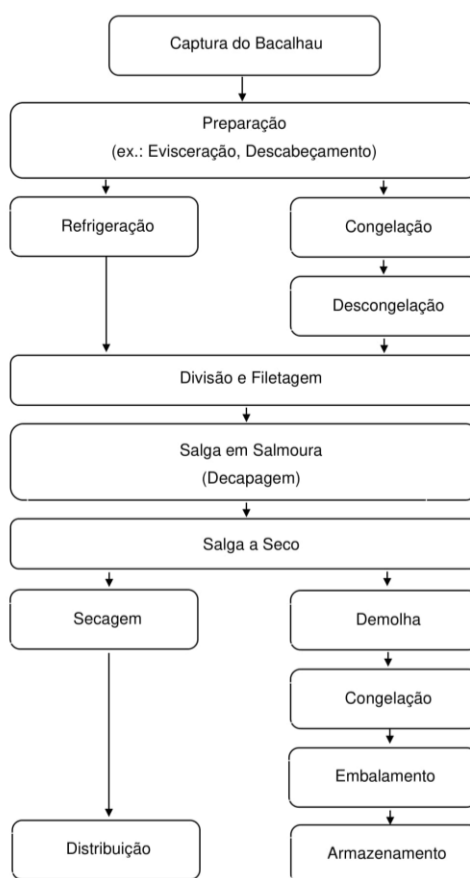 Captura do Bacalhau
Preparação
(ex.: Evisceração, Descabeçamento)
Refrigeração
Congelação
Descongelação
Divisão e Filetagem
Salga em Salmoura
(Decapagem)
Salga a Seco
Secagem
Demolha
Congelação
Embalamento
Distribuição
Armazenamento